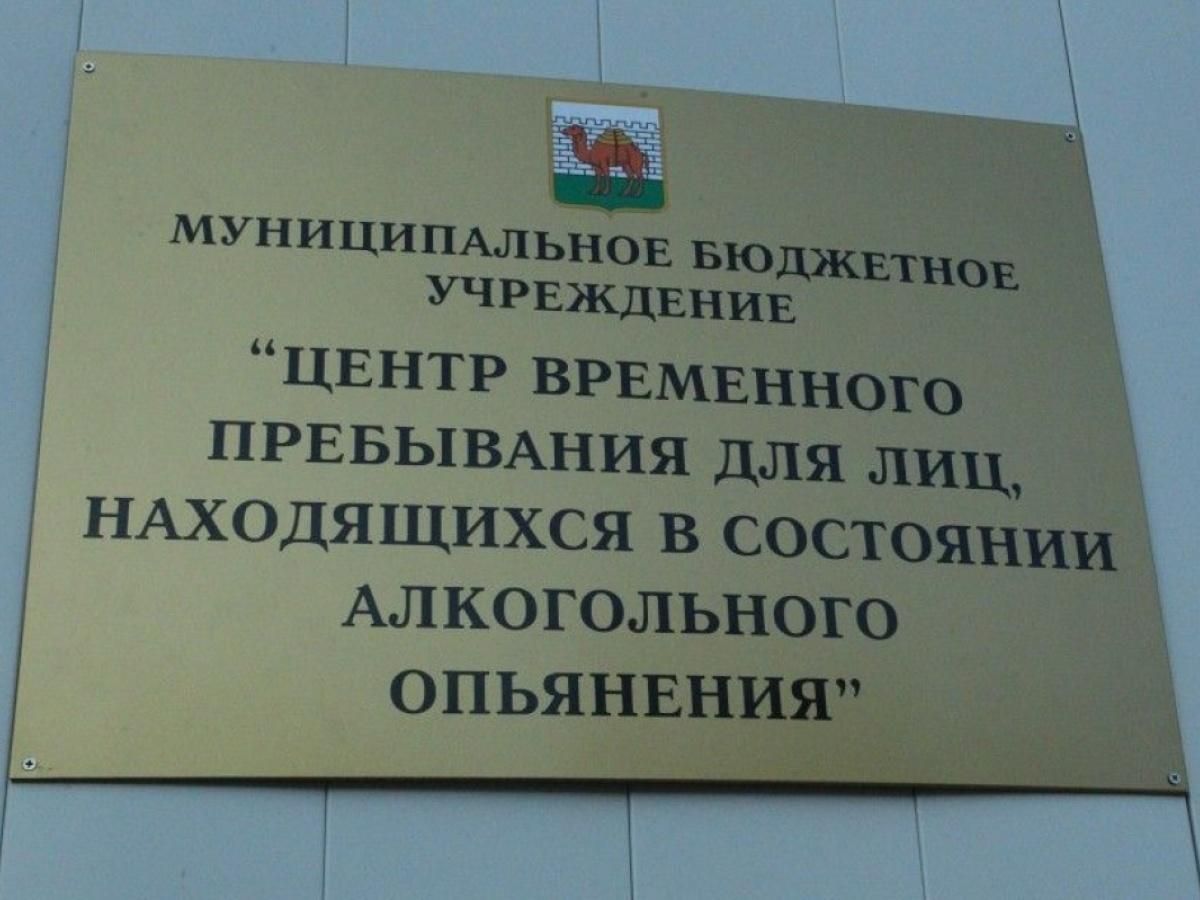 МУНИЦИПАЛЬНОЕ БЮДЖЕТНОЕ
УЧРЕЖДЕНИЕ
“ЦЕНТР ВРЕМЕННОГО
ПРЕБЫВАНИЯ ДЛЯ ЛИЦ,
НАХОДЯЩИХСЯ В СОСТОЯНИИ
АЛКОГОЛЬНОГО
ОПЬЯНЕНИЯ”